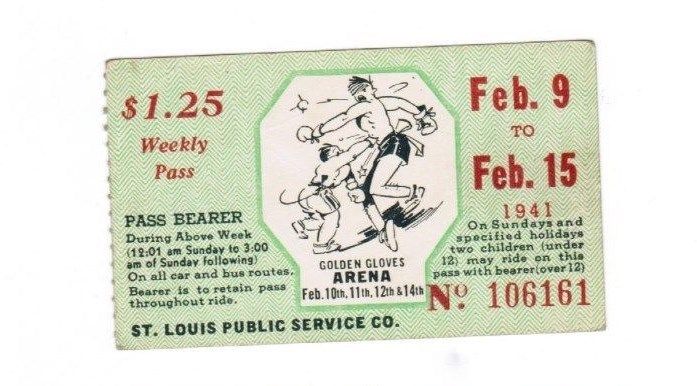 $1.25
Weekly
Pass
PASS BEARER
During Above Week
(12:01 am Sunday to 3:00
am of Sunday following)
On all car and bus routes.
Bearer is to retain pass
throughout ride.
ST. LOUIS PUBLIC SERVICE CO.
GOLDEN GLOVES
ARENA
Feb. 10th, 11th, 12th & 14th
Feb. 9
TO
Feb. 15
1941
On Sundays and
specified holidays
two children (under
12) may ride on this
pass with bearer (over 12)
No. 106161